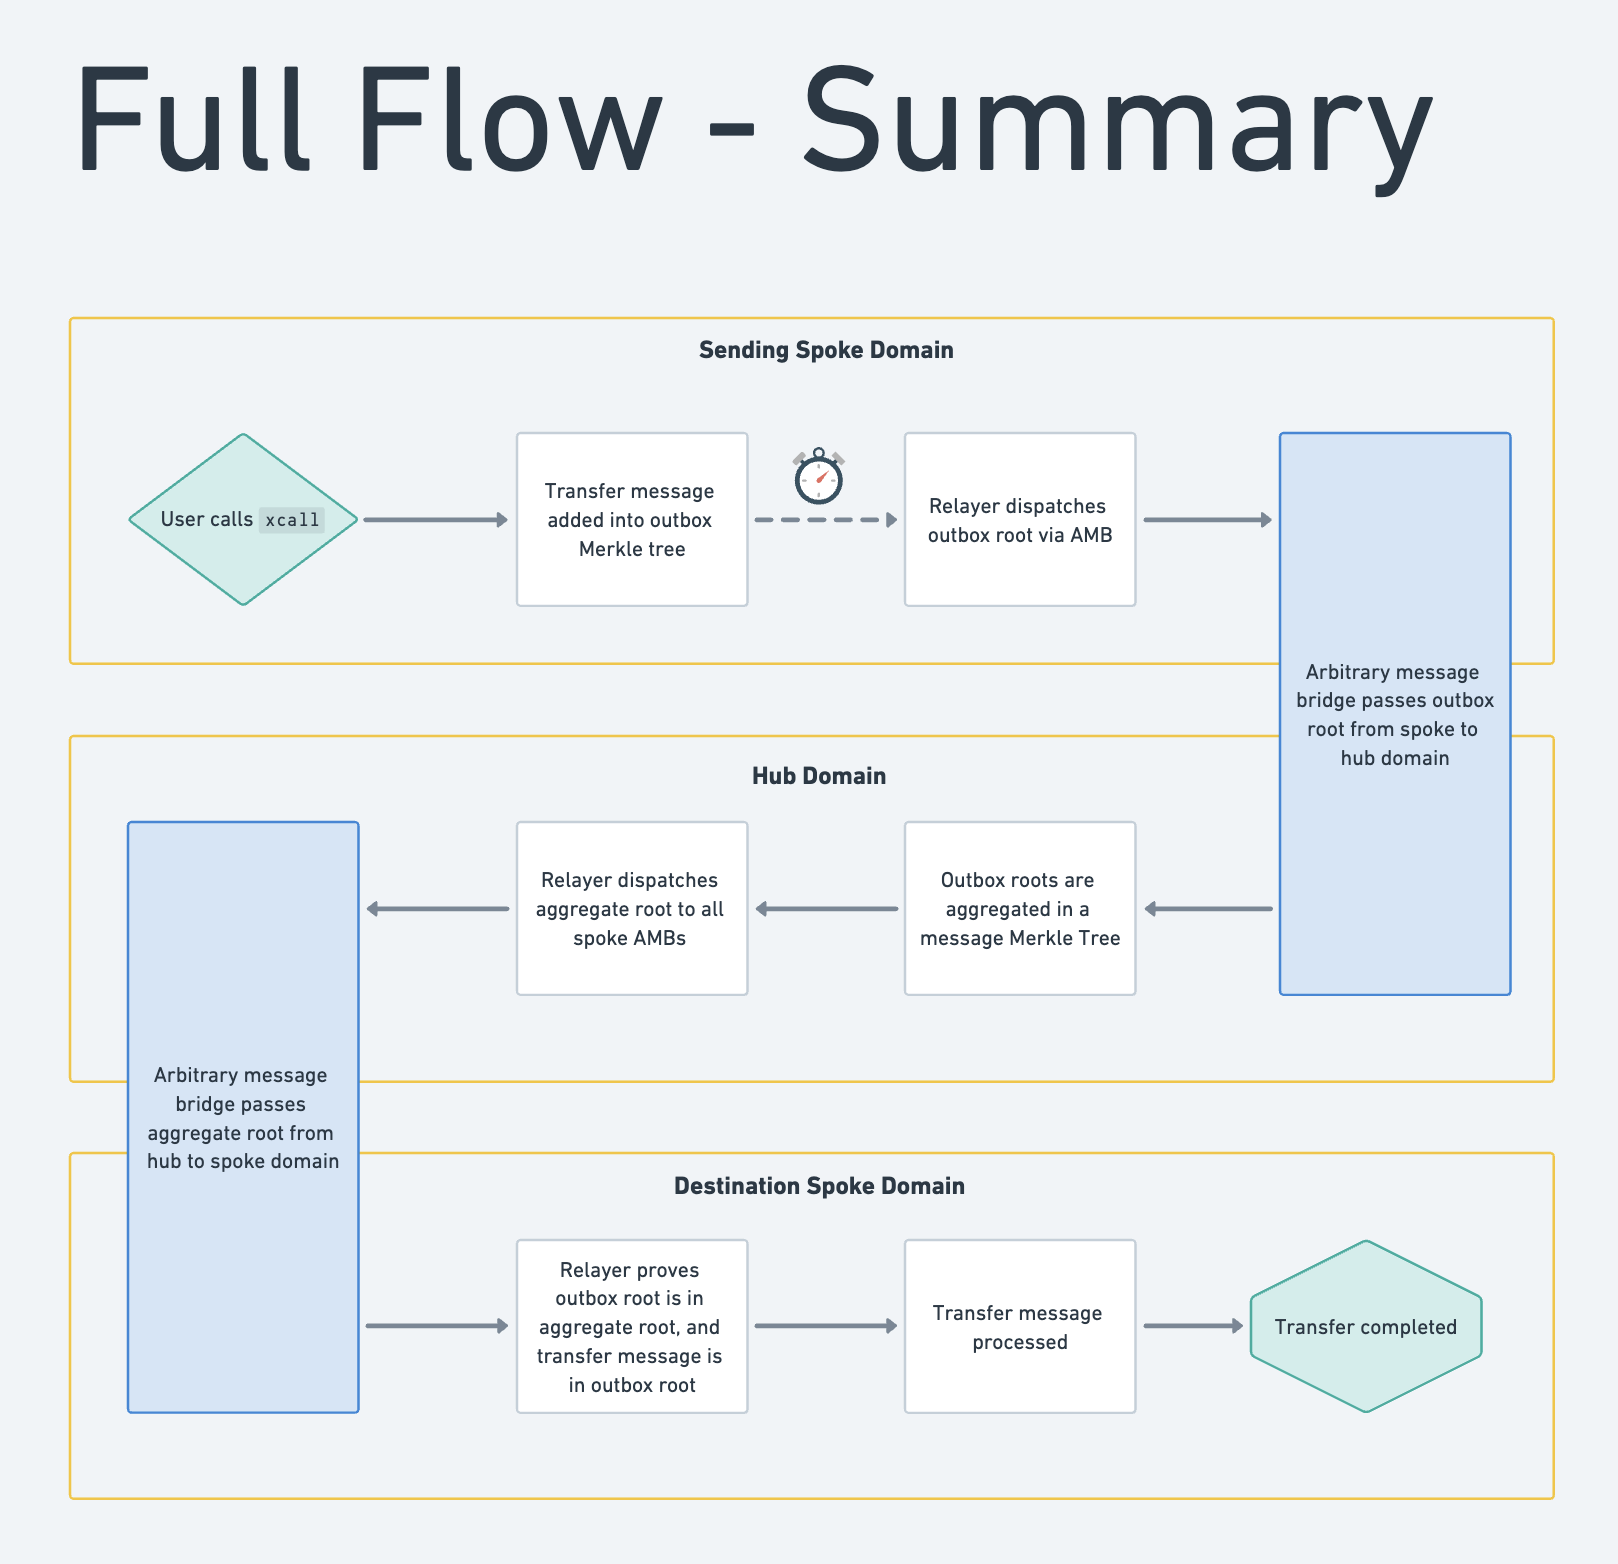 Full Flow - Summary
Sending Spoke Domain
User calls xcall
Transfer message
added into outbox
Merkle tree
Relayer dispatches
outbox root via AMB
Arbitrary message
bridge passes outbox
root from spoke to
hub domain
Hub Domain
Outbox roots are
aggregated in a
message Merkle Tree
Relayer dispatches
aggregate root to all
spoke AMBs
Arbitrary message
bridge passes
aggregate root from
hub to spoke domain
Destination Spoke Domain
Relayer proves
outbox root is in
aggregate root, and
transfer message is
in outbox root
Transfer message
processed
Transfer completed